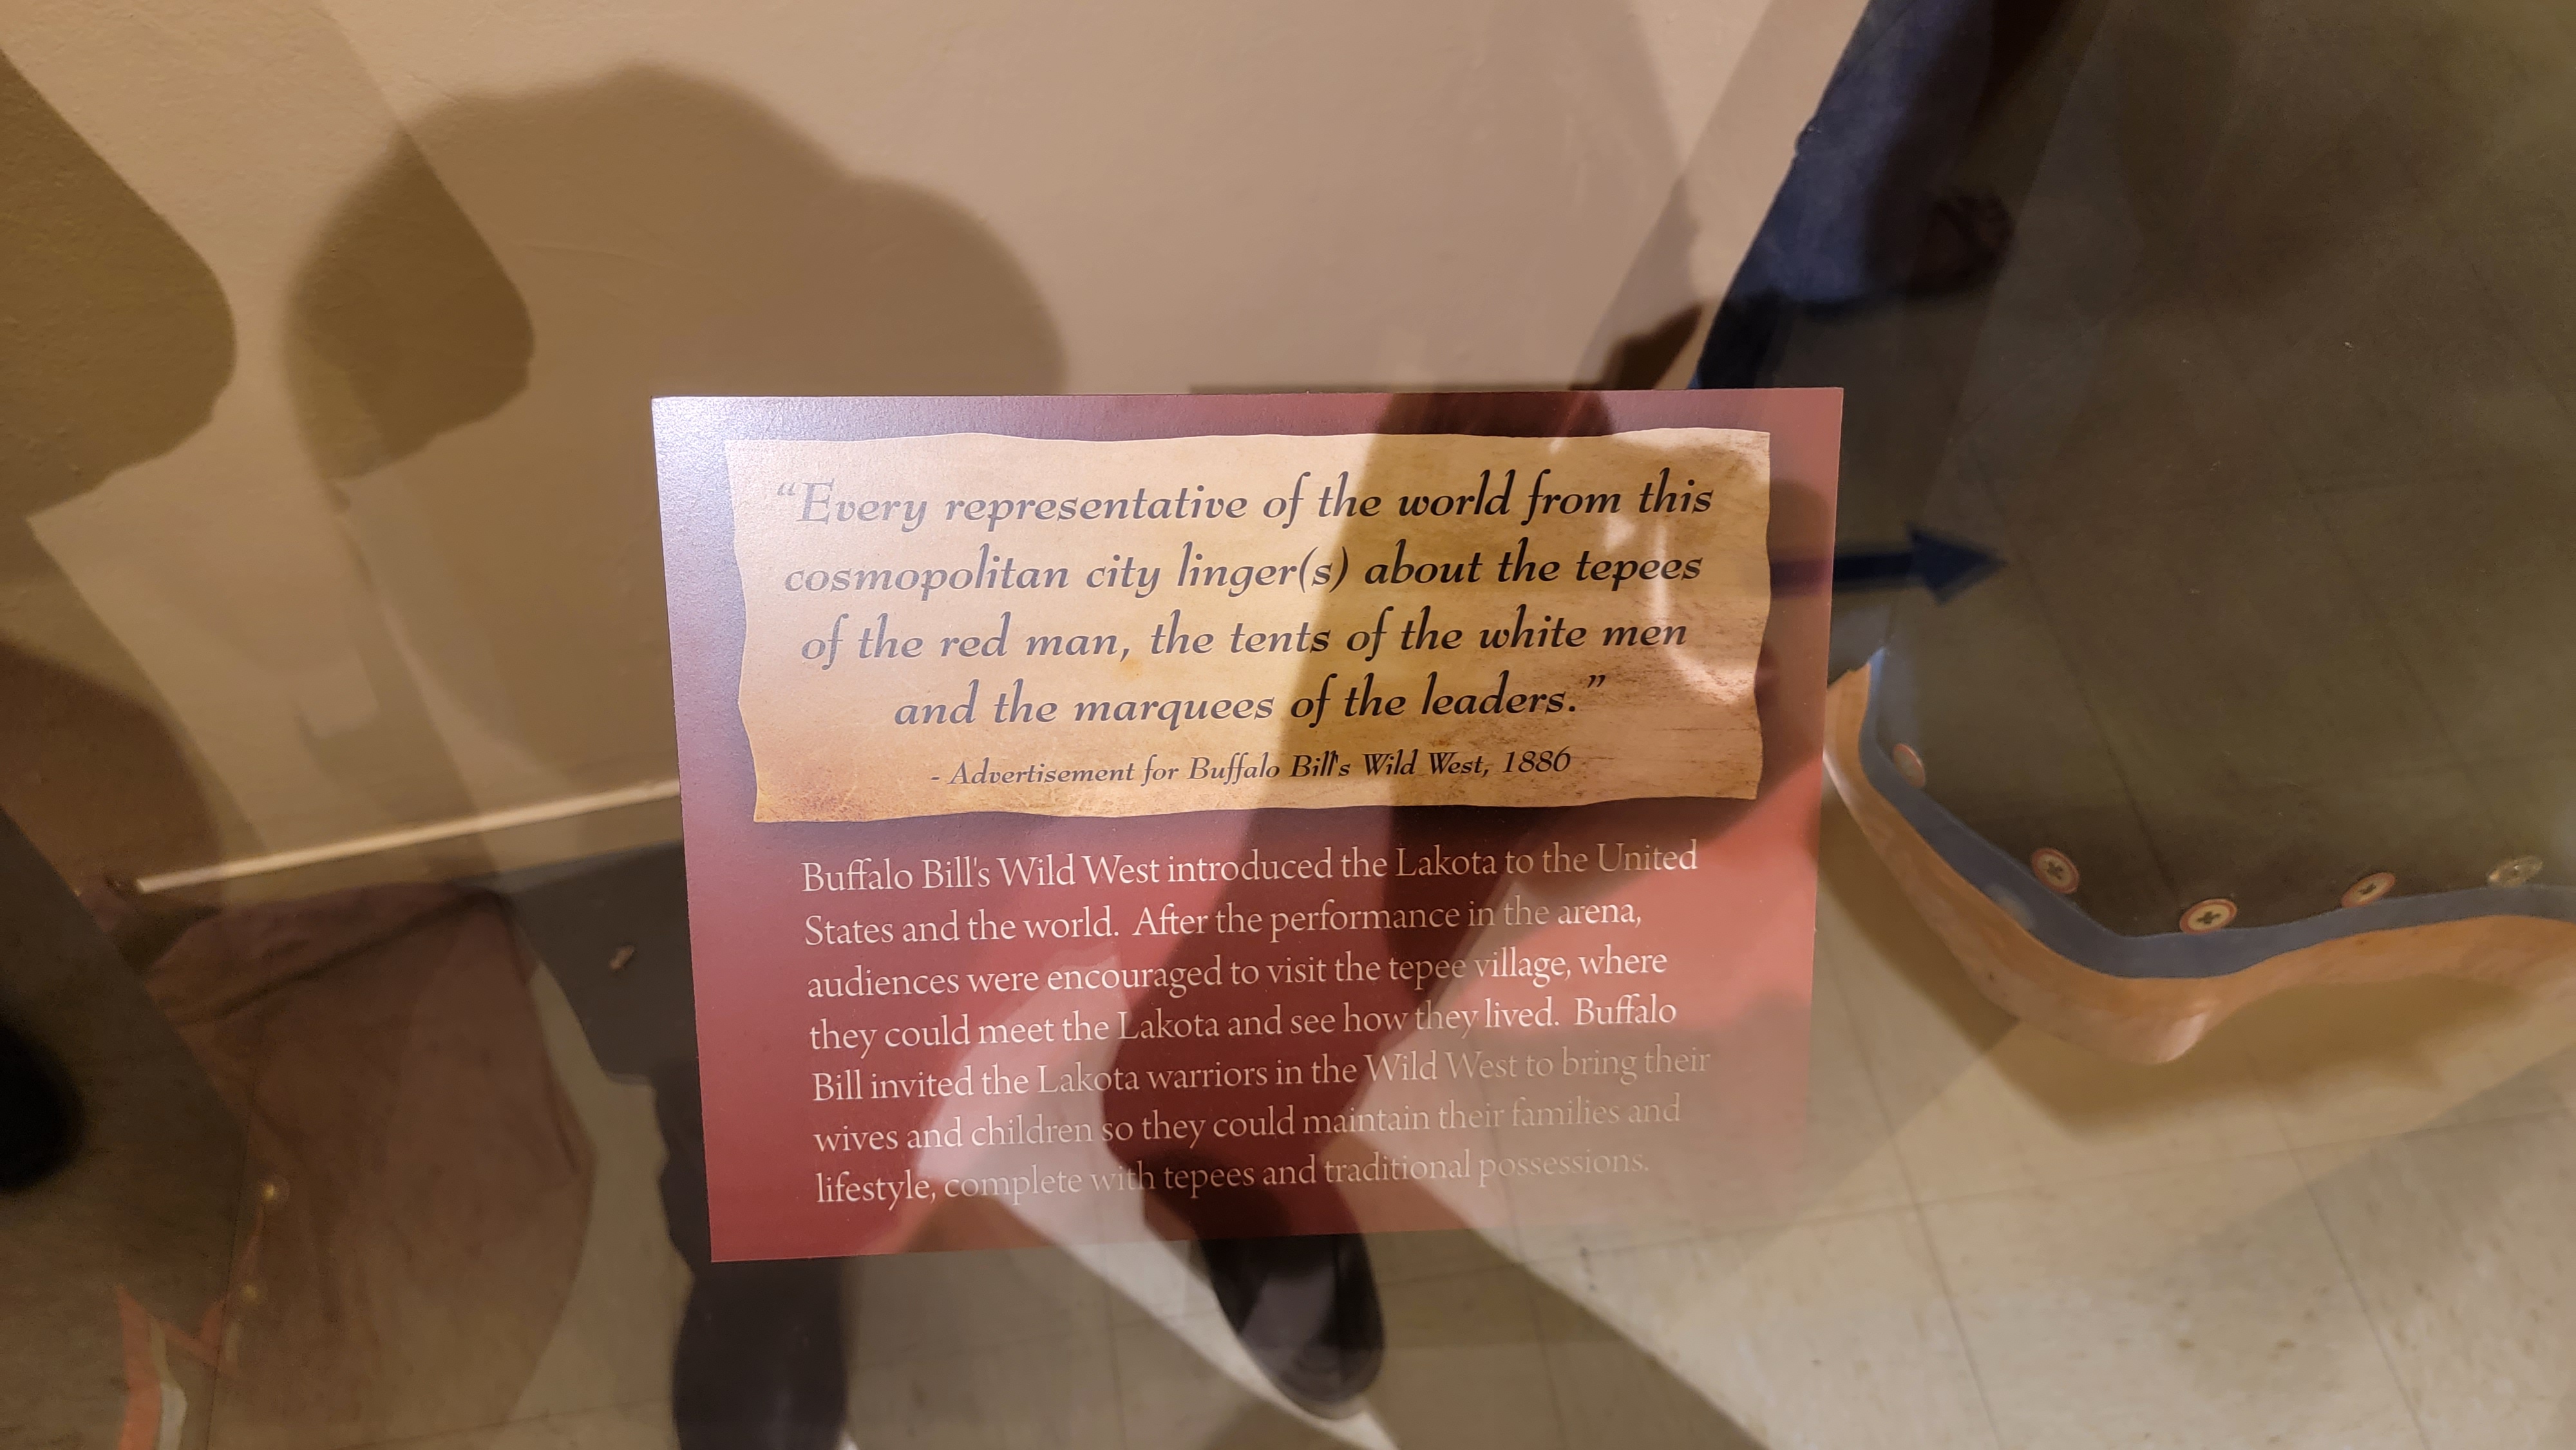 “Every representative of the world from this
cosmopolitan city linger(s) about the tepees
of the red man, the tents of the white men
and the marquees of the leaders.”
- Advertisement for Buffalo Bill's Wild West, 1886
Buffalo Bill's Wild West introduced the Lakota to the United
States and the world. After the performance in the arena,
audiences were encouraged to visit the tepee village, where
they could meet the Lakota and see how they lived. Buffalo
Bill invited the Lakota warriors in the Wild West to bring their
wives and children so they could maintain their families and
lifestyle, complete with tepees and traditional possessions.